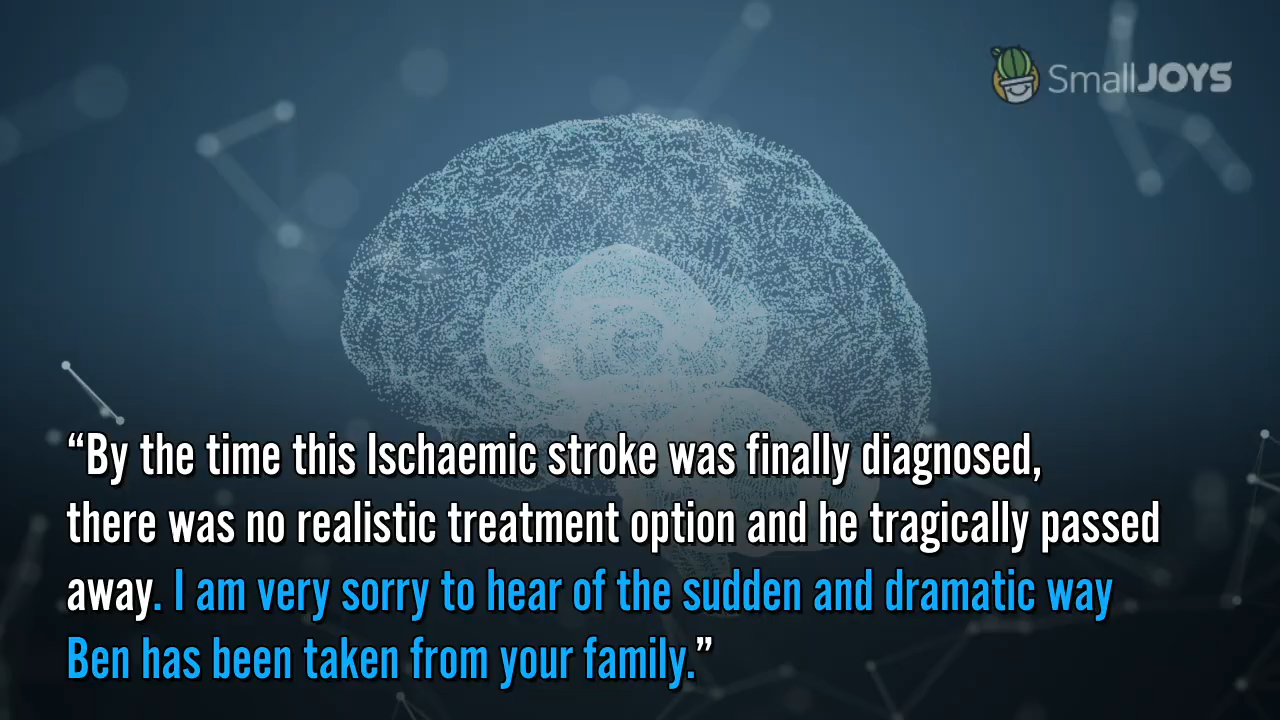 SmallJOYS
“By the time this Ischaemic stroke was finally diagnosed,
there was no realistic treatment option and he tragically passed
away. I am very sorry to hear of the sudden and dramatic way
Ben has been taken from your family.”